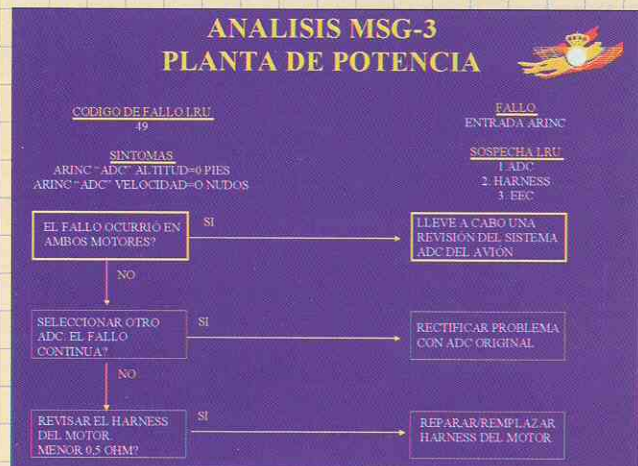 ANALISIS MSG-3
PLANTA DE POTENCIA
CODIGO DE FALLO LRU
49
FALLO
ENTRADA ARINC
SINTOMAS
ARINC "ADC" ALTITUD=0 PIES
ARINC "ADC" VELOCIDAD=O NUDOS
SOSPECHA LRU
1. ADC
2. HARNESS
3. EEC
EL FALLO OCURRIÓ EN
AMBOS MOTORES?
SI
LLEVE A CABO UNA
REVISIÓN DEL SISTEMA
ADC DEL AVIÓN
NO
SELECCIONAR OTRO
ADC: EL FALLO
CONTINUA?
SI
RECTIFICAR PROBLEMA
CON ADC ORIGINAL
NO
REVISAR EL HARNESS
DEL MOTOR
MENOR 0,5 OHM?
SI
REPARAR/REMPLAZAR
HARNESS DEL MOTOR